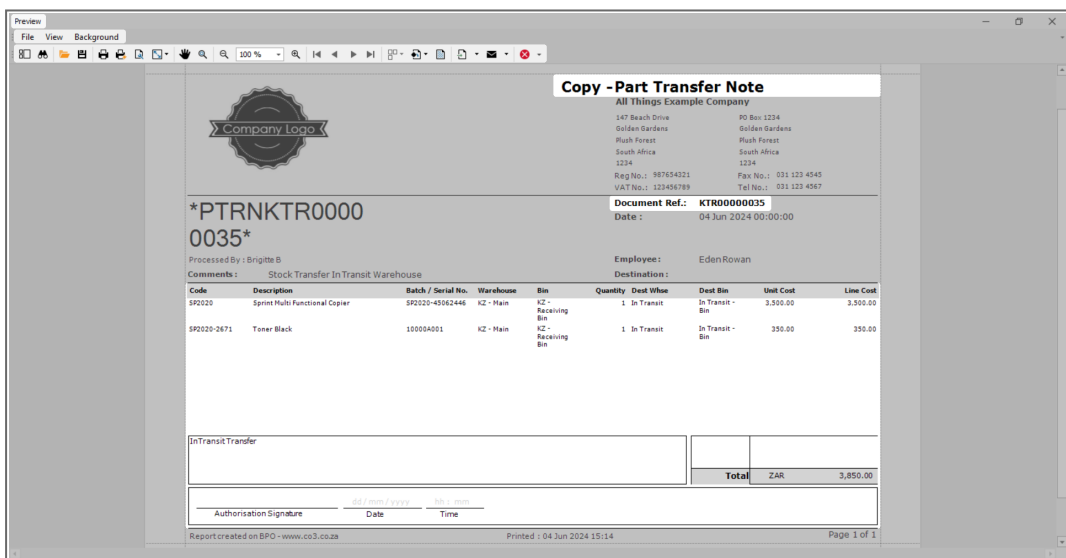 Preview
File View Background
100 %
Copy -Part Transfer Note
Company Logo
All Things Example Company
147 Beach Drive PO Box 1234
Golden Gardens Golden Gardens
Plush Forest Plush Forest
South Africa South Africa
1234 1234
Reg No.: 987654321 Fax No.: 031 123 4545
VAT No.: 123456789 Tel No.: 031 123 4567
*PTRNKTR0000
0035*
Document Ref.: KTR00000035
Date : 04 Jun 2024 00:00:00
Processed By : Brigitte B
Employee: Eden Rowan
Comments : Stock Transfer In Transit Warehouse
Destination :
Code Description Batch / Serial No. Warehouse Bin Quantity Dest Whse Dest Bin Unit Cost Line Cost
SP2020 Sprint Multi Functional Copier SP2020-45062446 KZ - Main KZ - Receiving Bin 1 In Transit In Transit - Bin 3,500.00 3,500.00
SP2020-2671 Toner Black 10000A001 KZ - Main KZ - Receiving Bin 1 In Transit In Transit - Bin 350.00 350.00
InTransit Transfer
Total ZAR 3,850.00
dd / mm / yyyy hh : mm
Authorisation Signature Date Time
Report created on BPO - www.co3.co.za Printed : 04 Jun 2024 15:14 Page 1 of 1